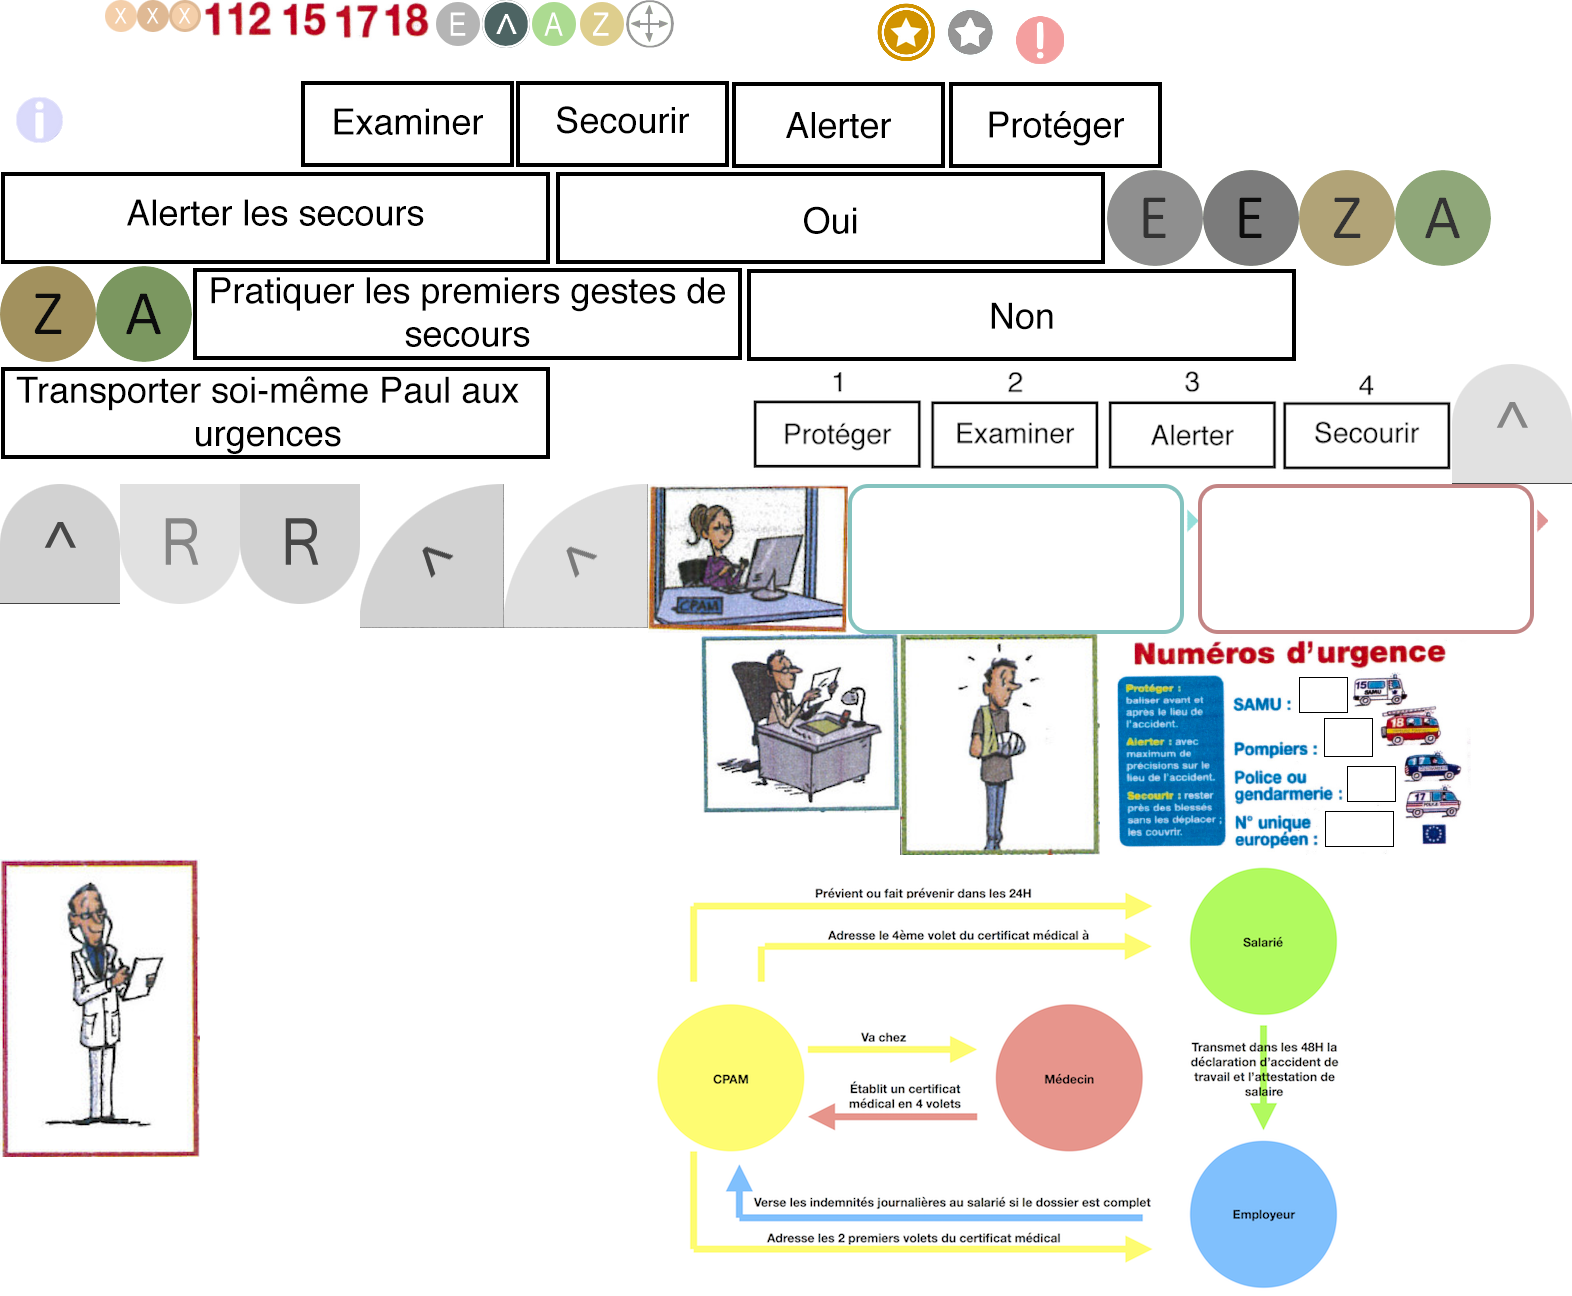 X X X 112 15 17 18 E ^ A Z
!
i
Examiner Secourir Alerter Protéger
Alerter les secours Oui E E Z A
Z A Pratiquer les premiers gestes de
secours
Non
Transporter soi-même Paul aux
urgences
1 2 3 4
Protéger Examiner Alerter Secourir
^
^ R R ^ ^
CPAM
Numéros d'urgence
Protéger :
baliser avant et
après le lieu de
l'accident.
Alerter : avec
maximum de
précisions sur le
lieu de l'accident.
Secourir : rester
près des blessés
sans les déplacer ;
les couvrir.
SAMU :
15
SAMU
Pompiers :
18
Police ou
gendarmerie :
17
17
POLICE
N° unique
européen :
Prévient ou fait prévenir dans les 24H
Adresse le 4ème volet du certificat médical à
Salarié
Va chez
CPAM
Établit un certificat
médical en 4 volets
Médecin
Transmet dans les 48H la
déclaration d'accident de
travail et l'attestation de
salaire
Verse les indemnités journalières au salarié si le dossier est complet
Employeur
Adresse les 2 premiers volets du certificat médical